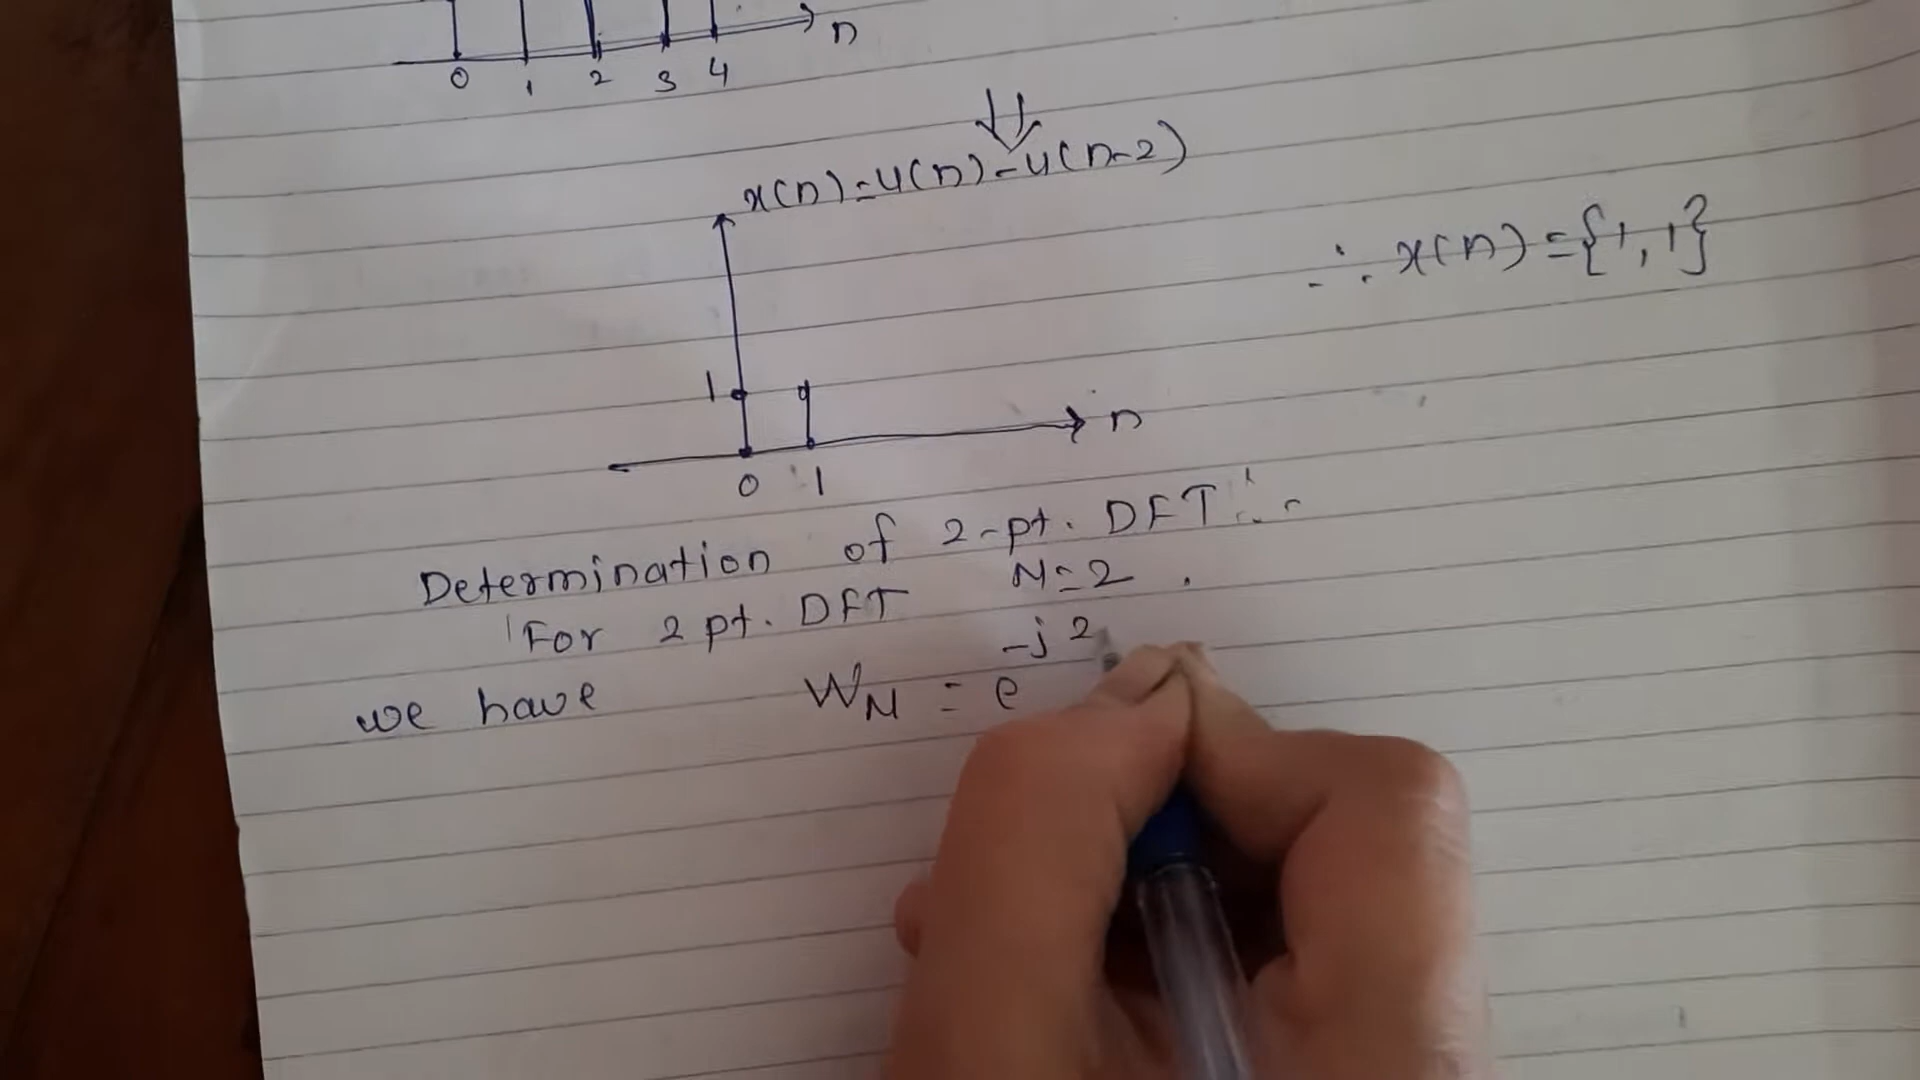 n
0 1 2 3 4
x(n)=u(n)-u(n-2)
∴ x(n)={1,1}
1
n
0 1
Determination of 2-pt. DFT :-
For 2 pt. DFT N=2
we have W_N = e^{-j2